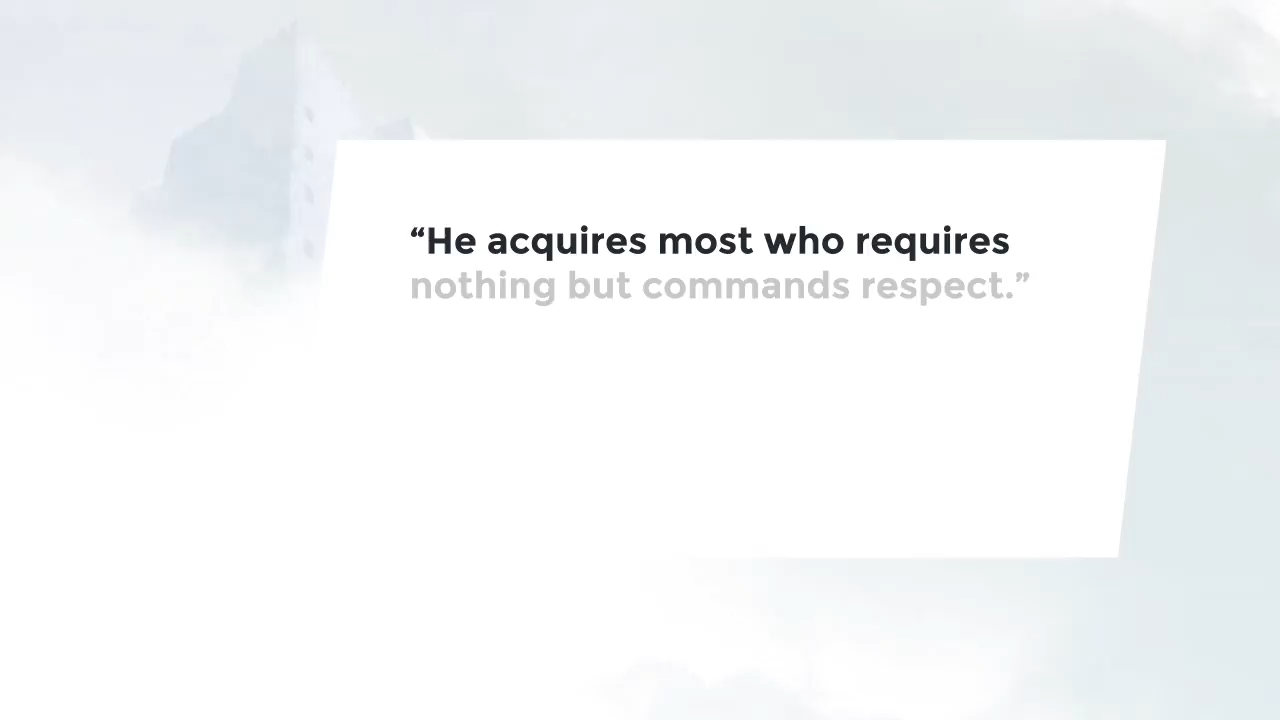 “He acquires most who requires
nothing but commands respect.”